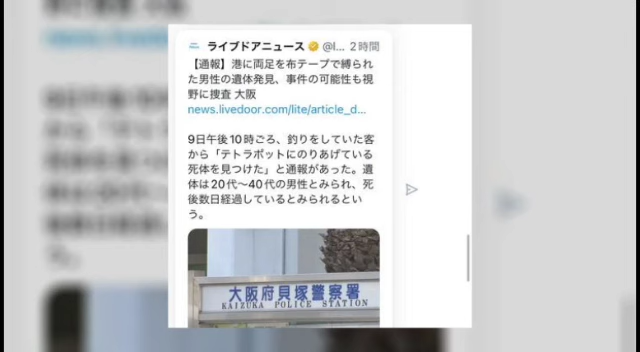 ライブドアニュース @l... 2時間
【通報】港に両足を布テープで縛られ
た男性の遺体発見、事件の可能性も視
野に捜査 大阪
news.livedoor.com/lite/article_d...
9日午後10時ごろ、釣りをしていた客
から「テトラポットにのりあげている
死体を見つけた」と通報があった。遺
体は20代〜40代の男性とみられ、死
後数日経過しているとみられるとい
う。
大阪府貝塚警察署
KAIZUKA POLICE STATION